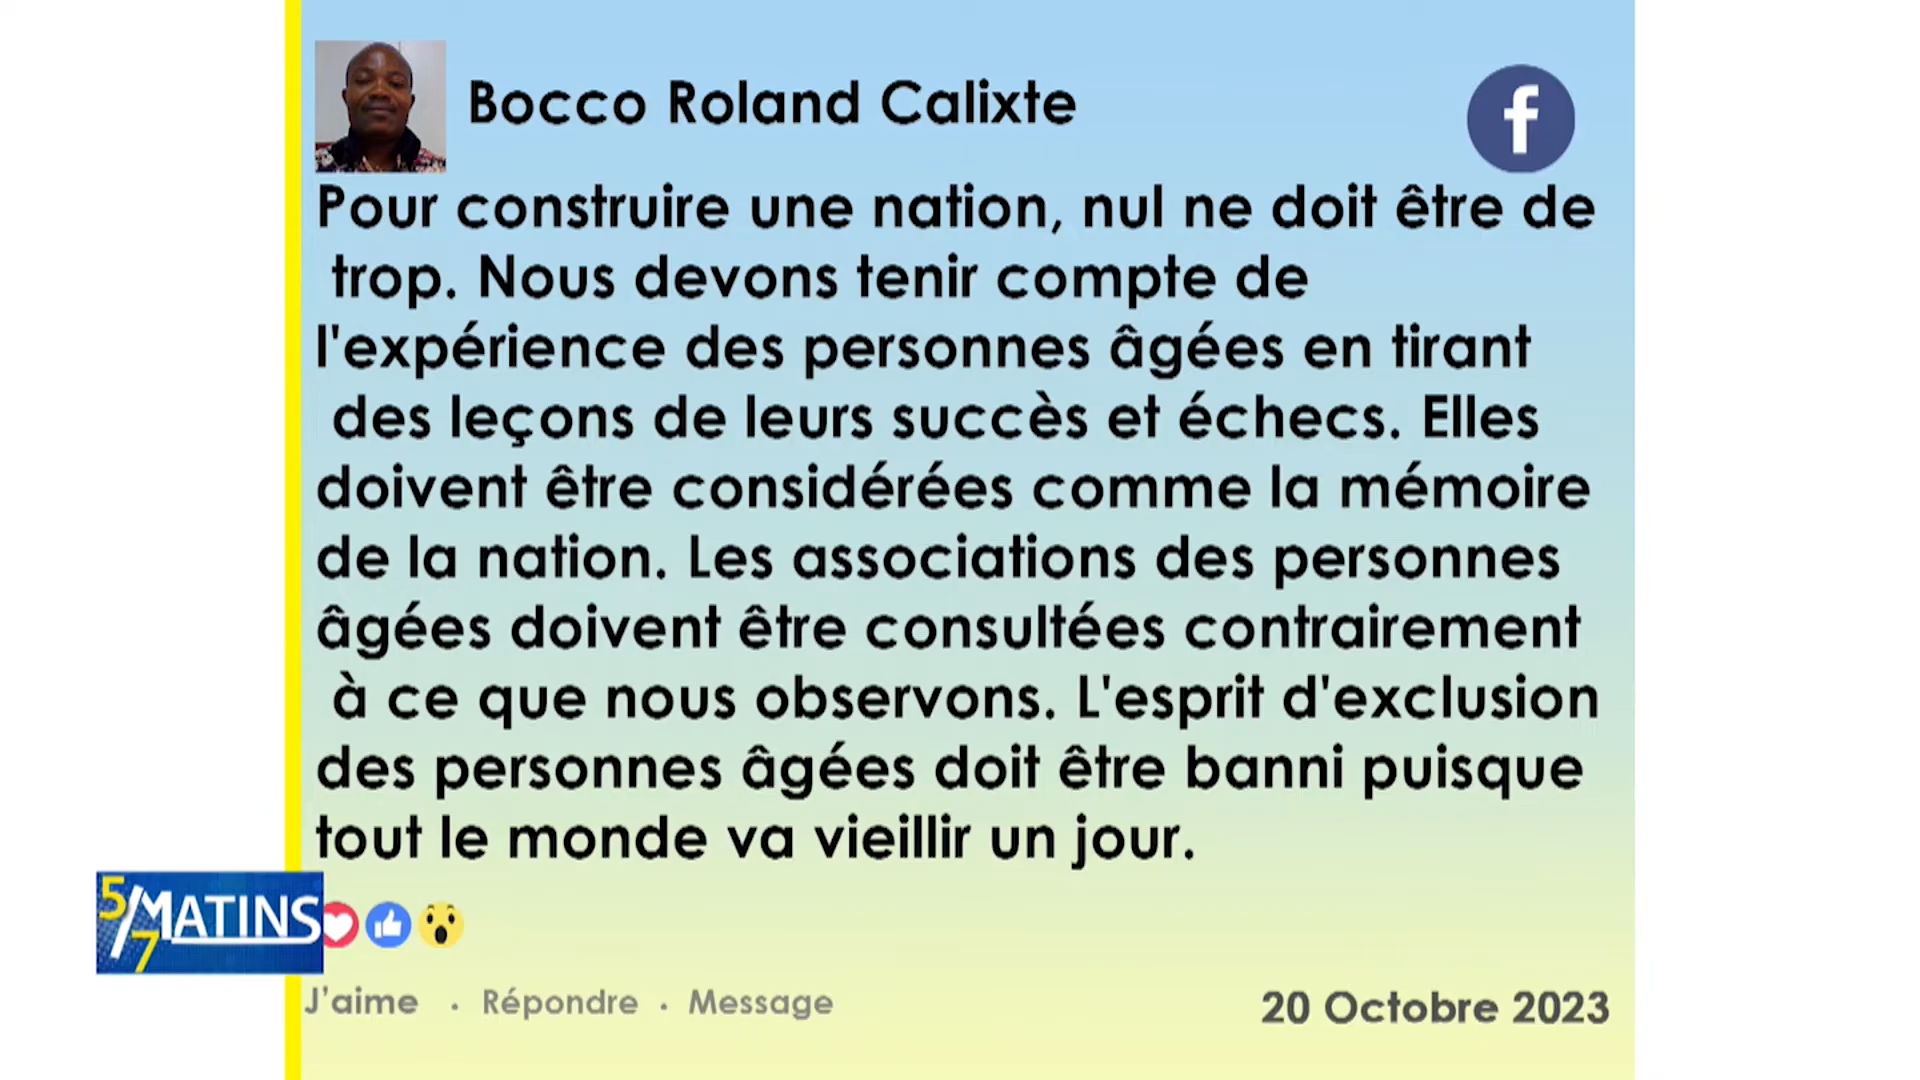 Bocco Roland Calixte
f
Pour construire une nation, nul ne doit être de
trop. Nous devons tenir compte de
l'expérience des personnes âgées en tirant
des leçons de leurs succès et échecs. Elles
doivent être considérées comme la mémoire
de la nation. Les associations des personnes
âgées doivent être consultées contrairement
à ce que nous observons. L'esprit d'exclusion
des personnes âgées doit être banni puisque
tout le monde va vieillir un jour.
5/7 MATINS
J'aime · Répondre · Message
20 Octobre 2023